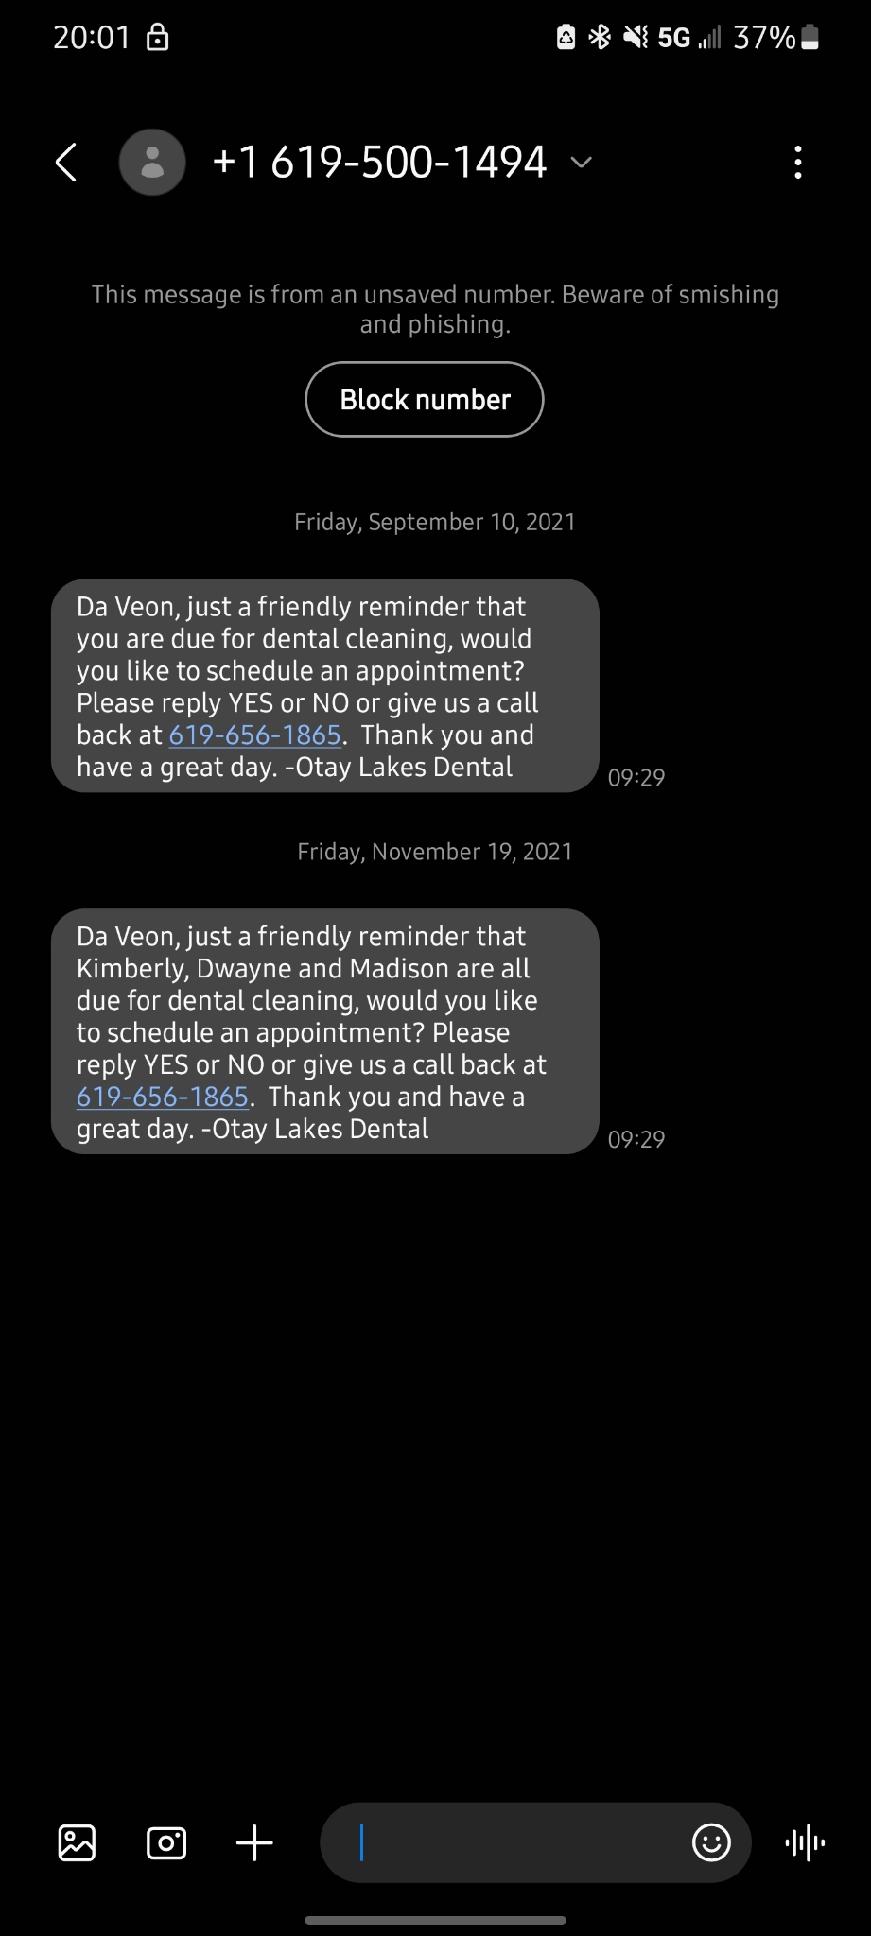 20:01 5G 37%
+1 619-500-1494
This message is from an unsaved number. Beware of smishing
and phishing.
Block number
Friday, September 10, 2021
Da Veon, just a friendly reminder that
you are due for dental cleaning, would
you like to schedule an appointment?
Please reply YES or NO or give us a call
back at 619-656-1865.  Thank you and
have a great day. -Otay Lakes Dental
09:29
Friday, November 19, 2021
Da Veon, just a friendly reminder that
Kimberly, Dwayne and Madison are all
due for dental cleaning, would you like
to schedule an appointment? Please
reply YES or NO or give us a call back at
619-656-1865.  Thank you and have a
great day. -Otay Lakes Dental
09:29